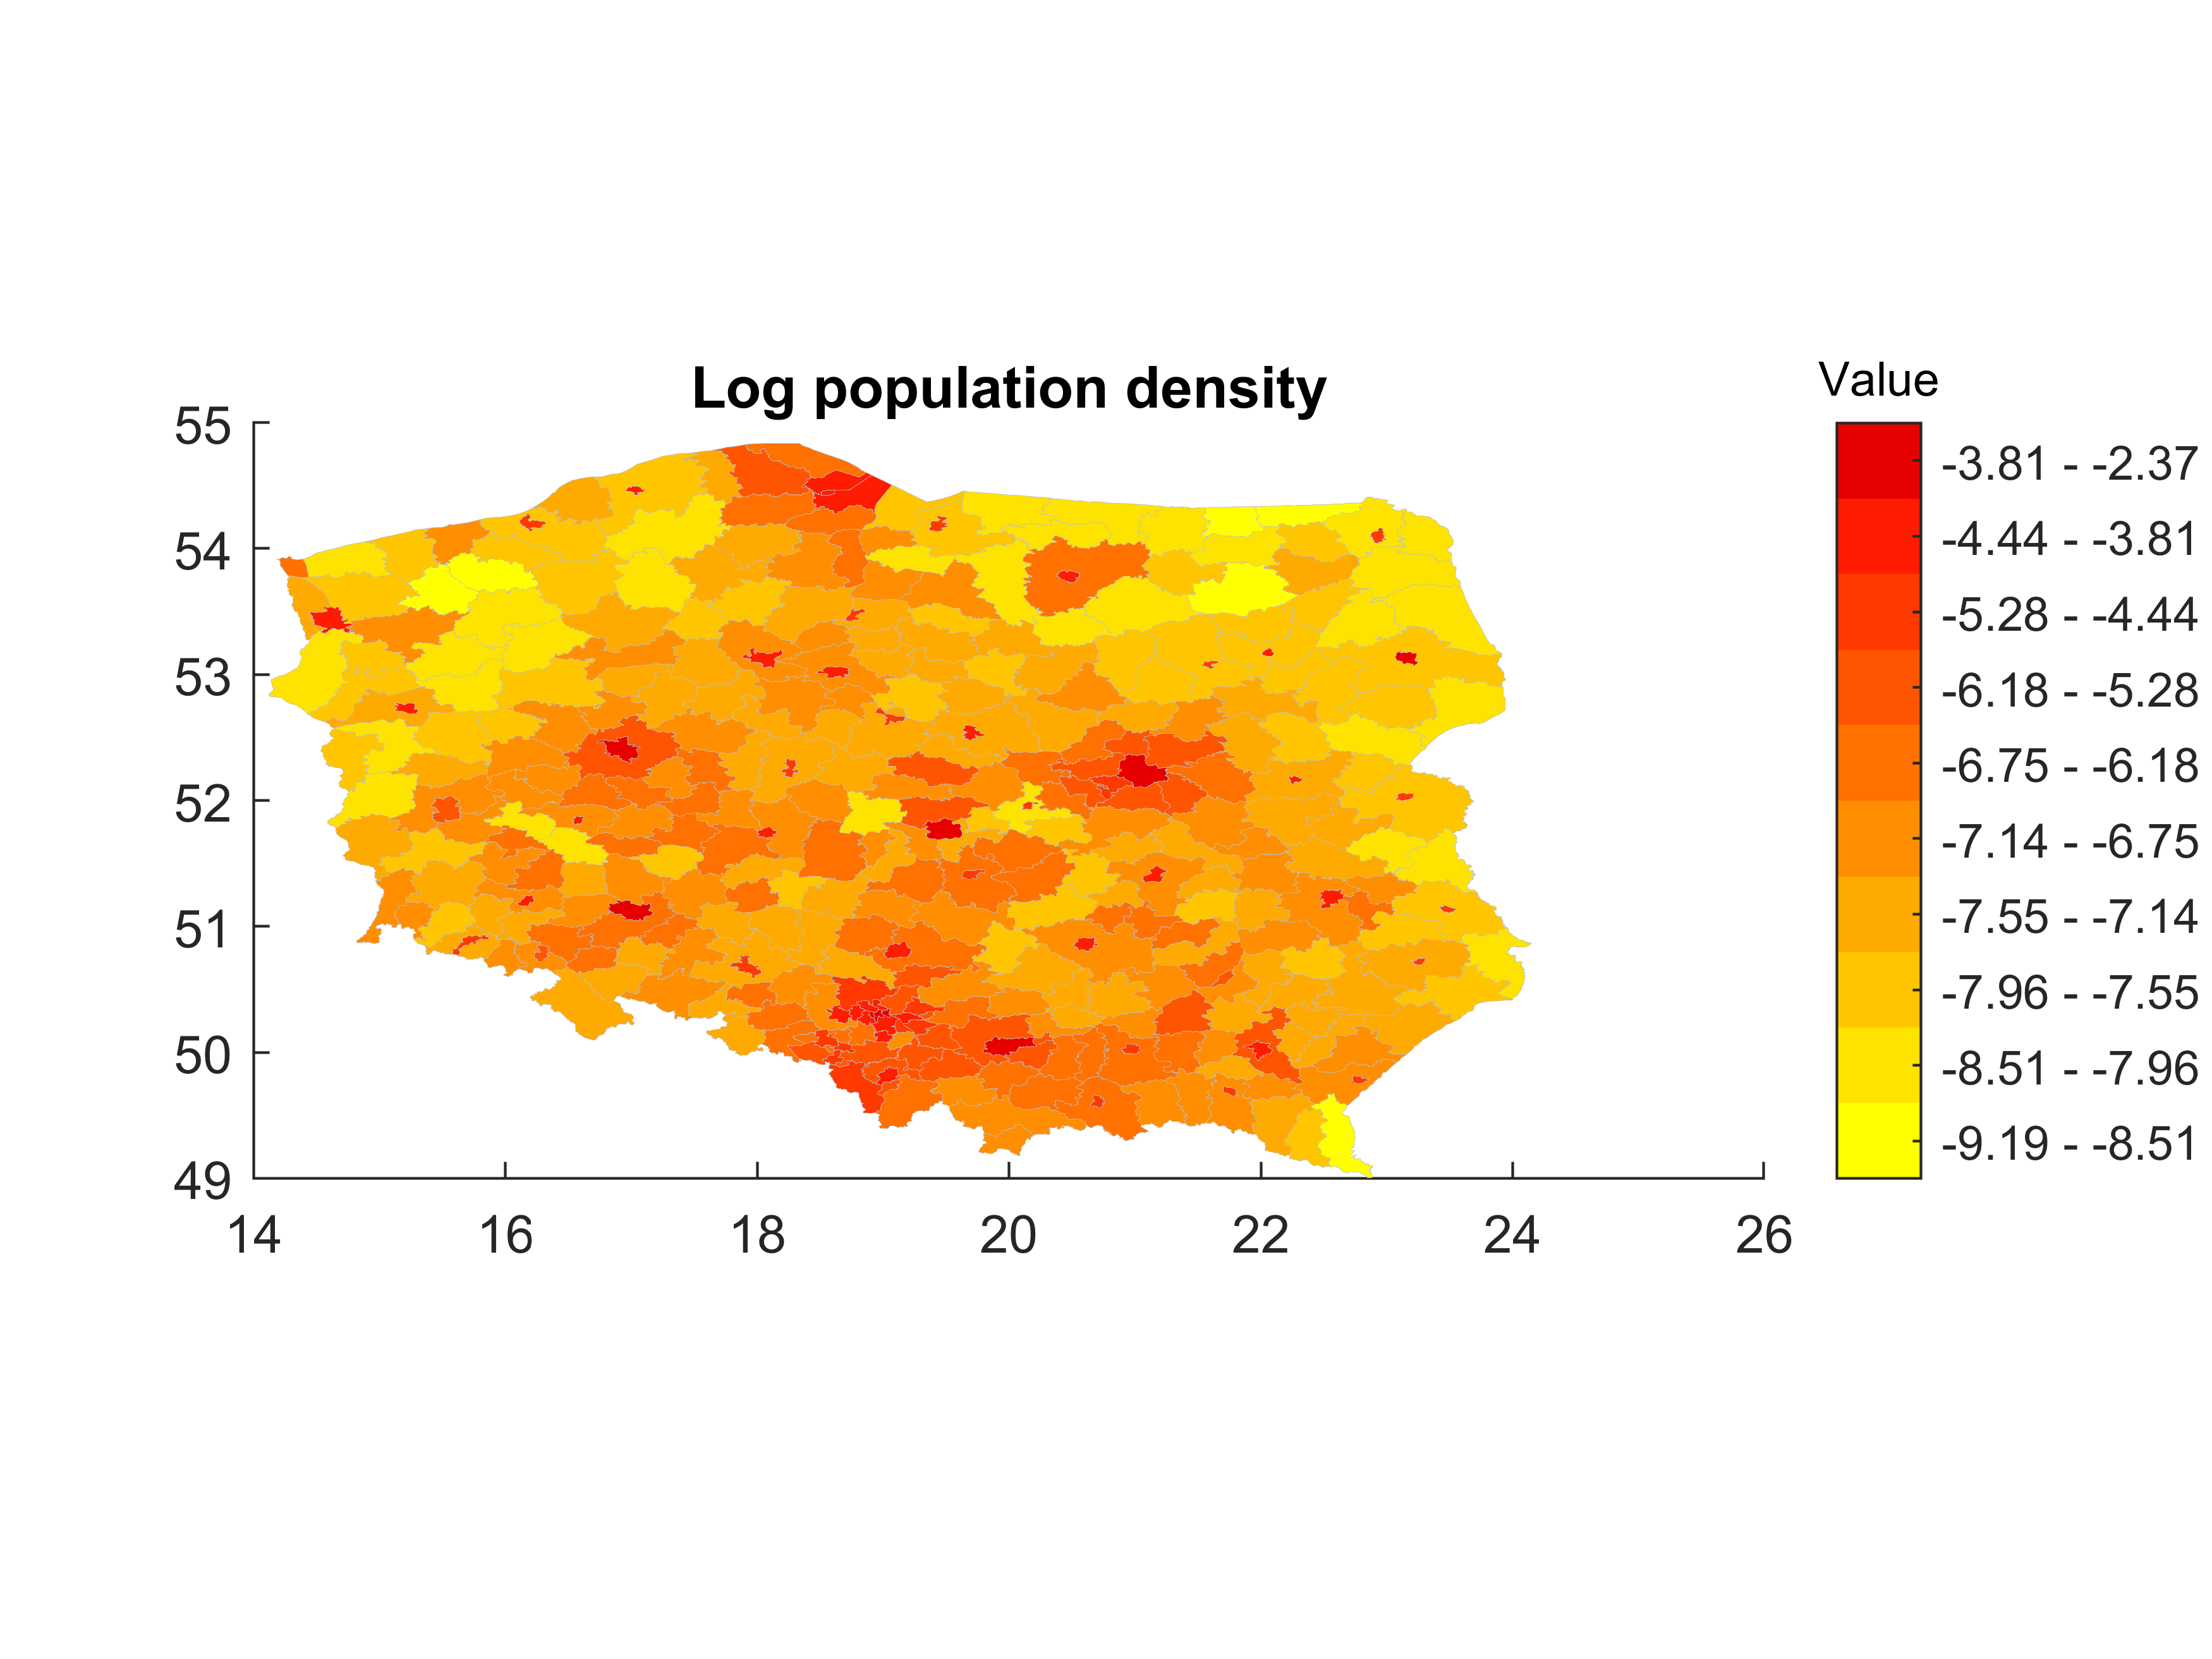 Log population density
Value
55
54
53
52
51
50
49
14 16 18 20 22 24 26
-3.81 - -2.37
-4.44 - -3.81
-5.28 - -4.44
-6.18 - -5.28
-6.75 - -6.18
-7.14 - -6.75
-7.55 - -7.14
-7.96 - -7.55
-8.51 - -7.96
-9.19 - -8.51